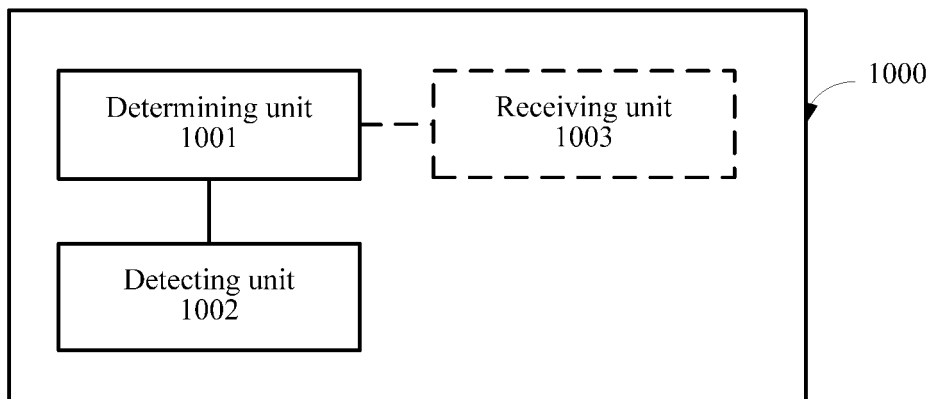 Determining unit
1001
Receiving unit
1003
1000
Detecting unit
1002